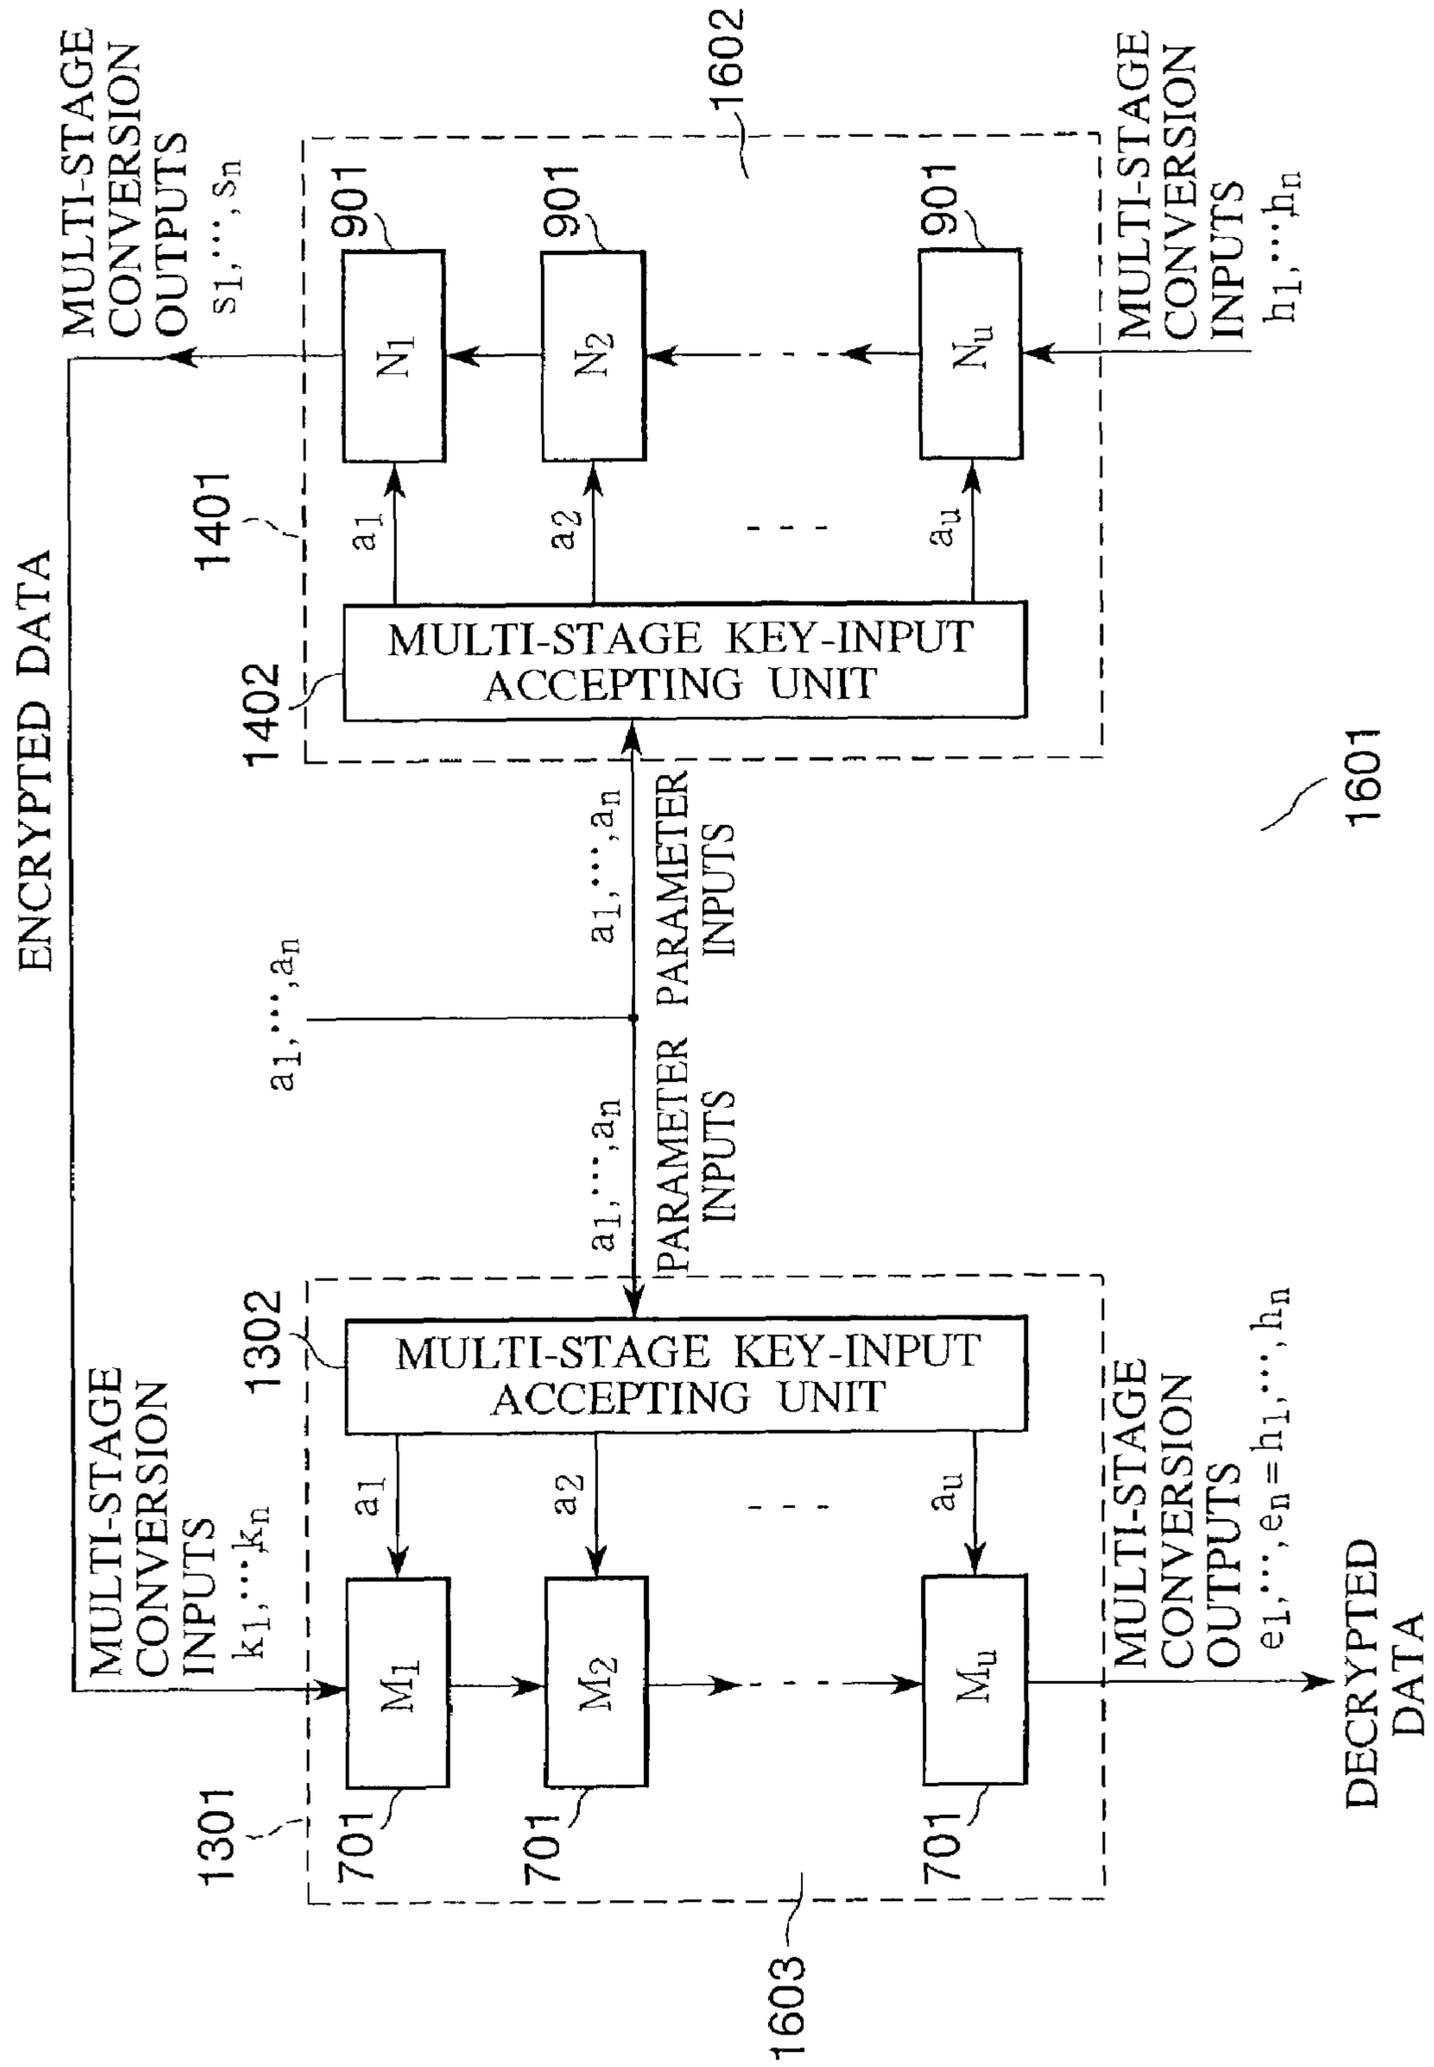 ENCRYPTED DATA
MULTI-STAGE
CONVERSION
INPUTS
k1,⋯,kn
MULTI-STAGE
CONVERSION
OUTPUTS
s1,⋯,sn
1301
1302
a1,⋯,an
1402
1401
701
M1
a1
a1
N1
901
701
M2
a2
a2
N2
901
MULTI-STAGE KEY-INPUT
ACCEPTING UNIT
a1,⋯,an
PARAMETER
INPUTS
a1,⋯,an
PARAMETER
INPUTS
MULTI-STAGE KEY-INPUT
ACCEPTING UNIT
701
Mu
au
au
Nu
901
1603
1602
MULTI-STAGE
CONVERSION
OUTPUTS
e1,⋯,en=h1,⋯,hn
MULTI-STAGE
CONVERSION
INPUTS
h1,⋯,hn
DECRYPTED
DATA
1601